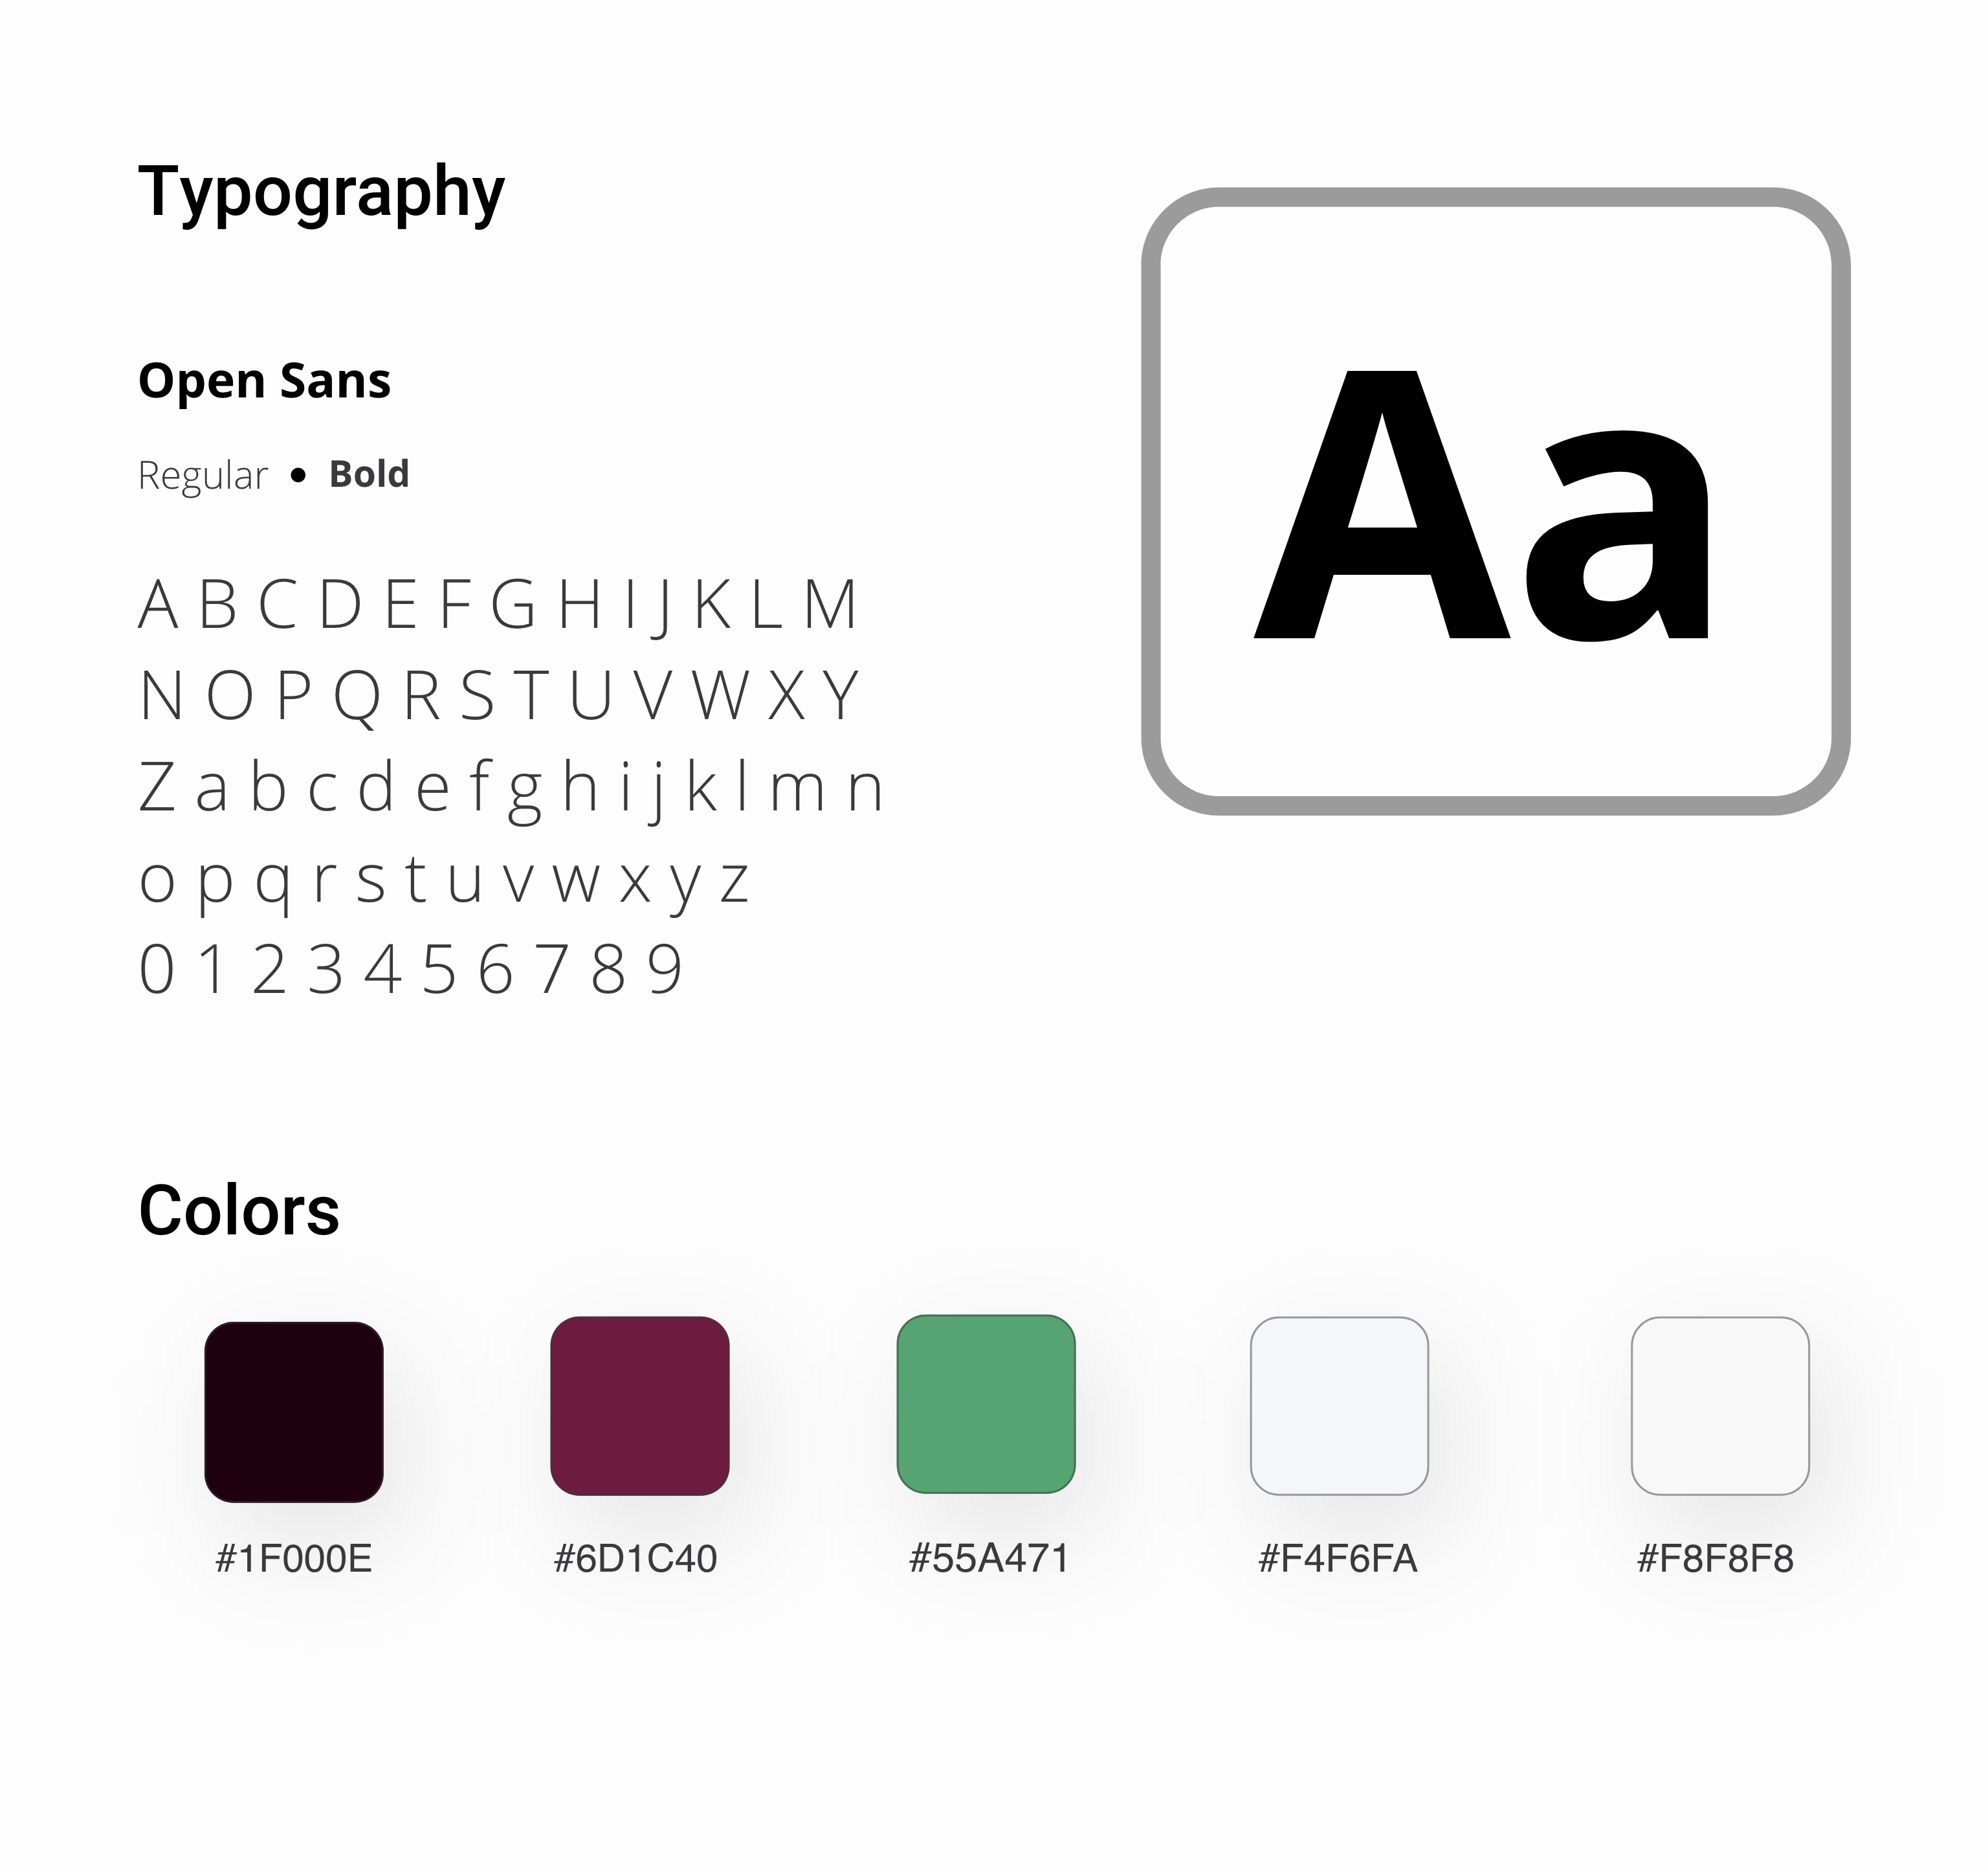 Typography
Open Sans
Regular • Bold
Aa
A B C D E F G H I J K L M
N O P Q R S T U V W X Y
Z a b c d e f g h i j k l m n
o p q r s t u v w x y z
0 1 2 3 4 5 6 7 8 9
Colors
#1F000E
#6D1C40
#55A471
#F4F6FA
#F8F8F8